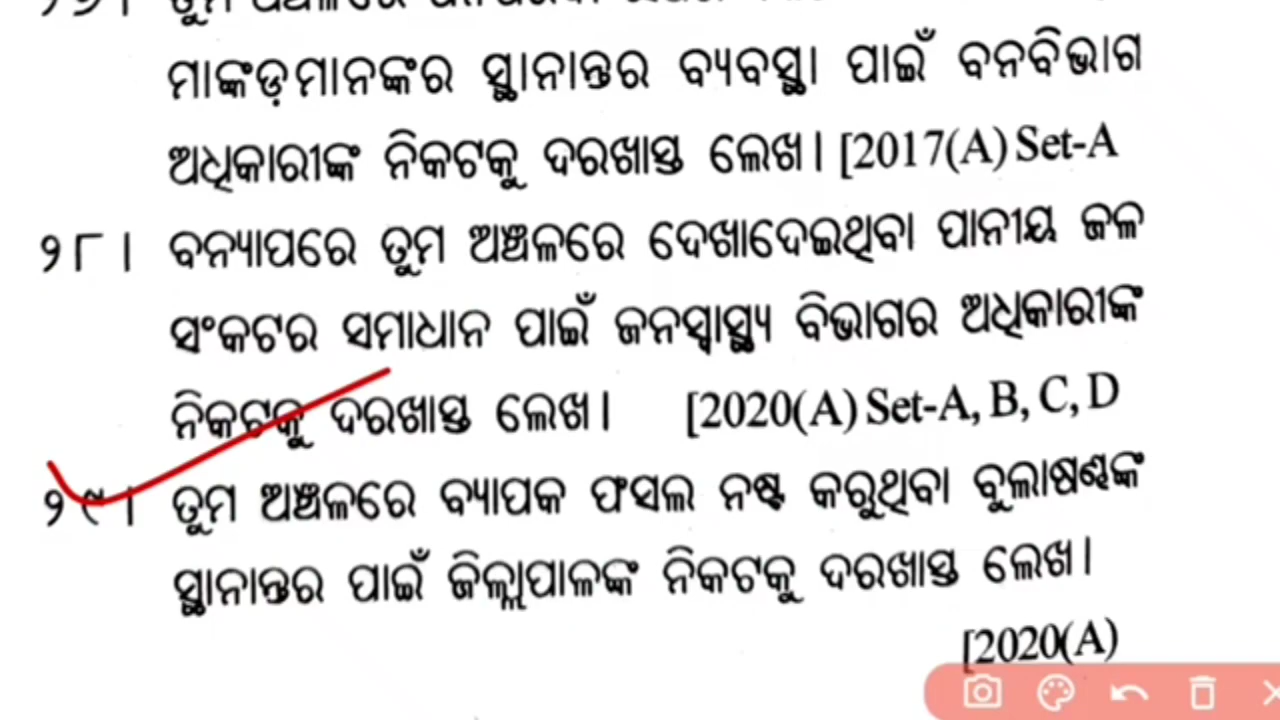 ମାଙ୍କଡ଼ମାନଙ୍କର ସ୍ଥାନାନ୍ତର ବ୍ୟବସ୍ଥା ପାଇଁ ବନବିଭାଗ
ଅଧିକାରୀଙ୍କ ନିକଟକୁ ଦରଖାସ୍ତ ଲେଖ। [2017(A) Set-A
୨୮। ବନ୍ୟାପରେ ତୁମ ଅଞ୍ଚଳରେ ଦେଖାଦେଇଥିବା ପାନୀୟ ଜଳ
ସଂକଟର ସମାଧାନ ପାଇଁ ଜନସ୍ୱାସ୍ଥ୍ୟ ବିଭାଗର ଅଧିକାରୀଙ୍କ
ନିକଟକୁ ଦରଖାସ୍ତ ଲେଖ। [2020(A) Set-A, B, C, D
୨୯। ତୁମ ଅଞ୍ଚଳରେ ବ୍ୟାପକ ଫସଲ ନଷ୍ଟ କରୁଥିବା ବୁଲାଷଣ୍ଢଙ୍କ
ସ୍ଥାନାନ୍ତର ପାଇଁ ଜିଲ୍ଲାପାଳଙ୍କ ନିକଟକୁ ଦରଖାସ୍ତ ଲେଖ।
[2020(A)